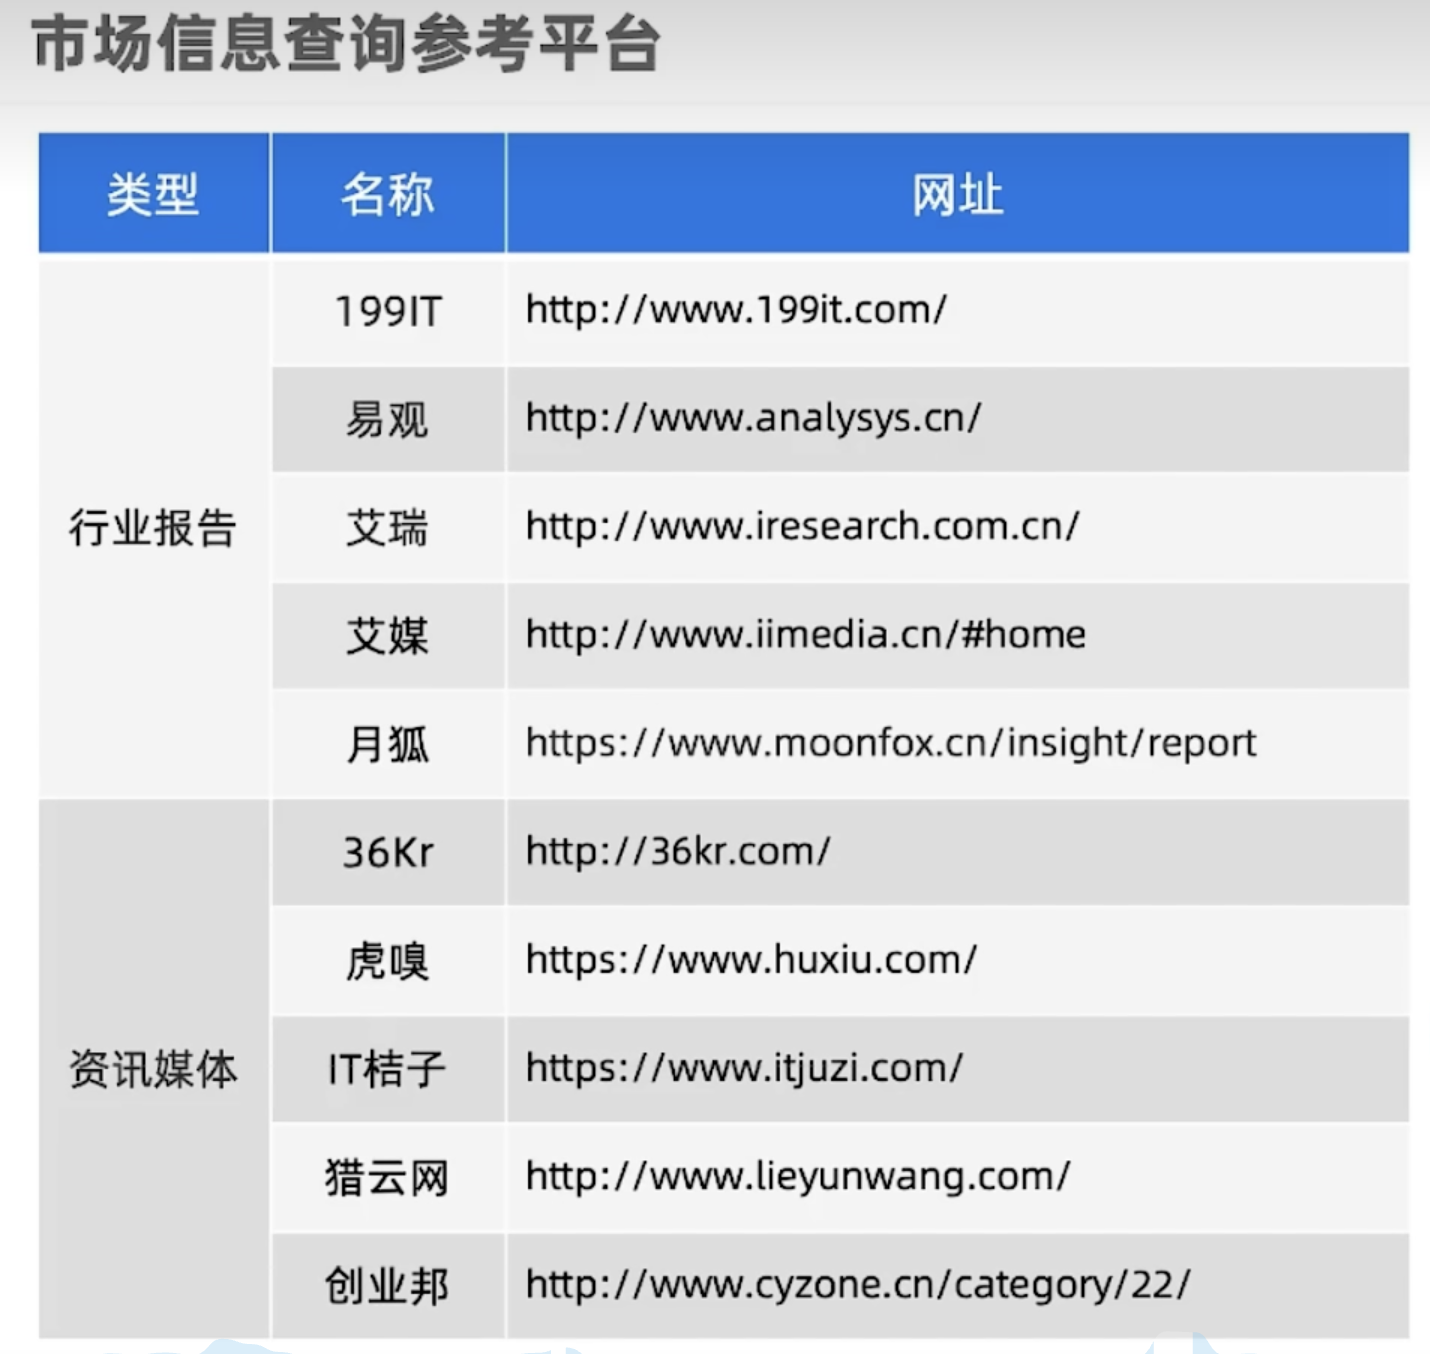 市场信息查询参考平台
类型 名称 网址
行业报告
199IT http://www.199it.com/
易观 http://www.analysys.cn/
艾瑞 http://www.iresearch.com.cn/
艾媒 http://www.iimedia.cn/#home
月狐 https://www.moonfox.cn/insight/report
资讯媒体
36Kr http://36kr.com/
虎嗅 https://www.huxiu.com/
IT桔子 https://www.itjuzi.com/
猎云网 http://www.lieyunwang.com/
创业邦 http://www.cyzone.cn/category/22/